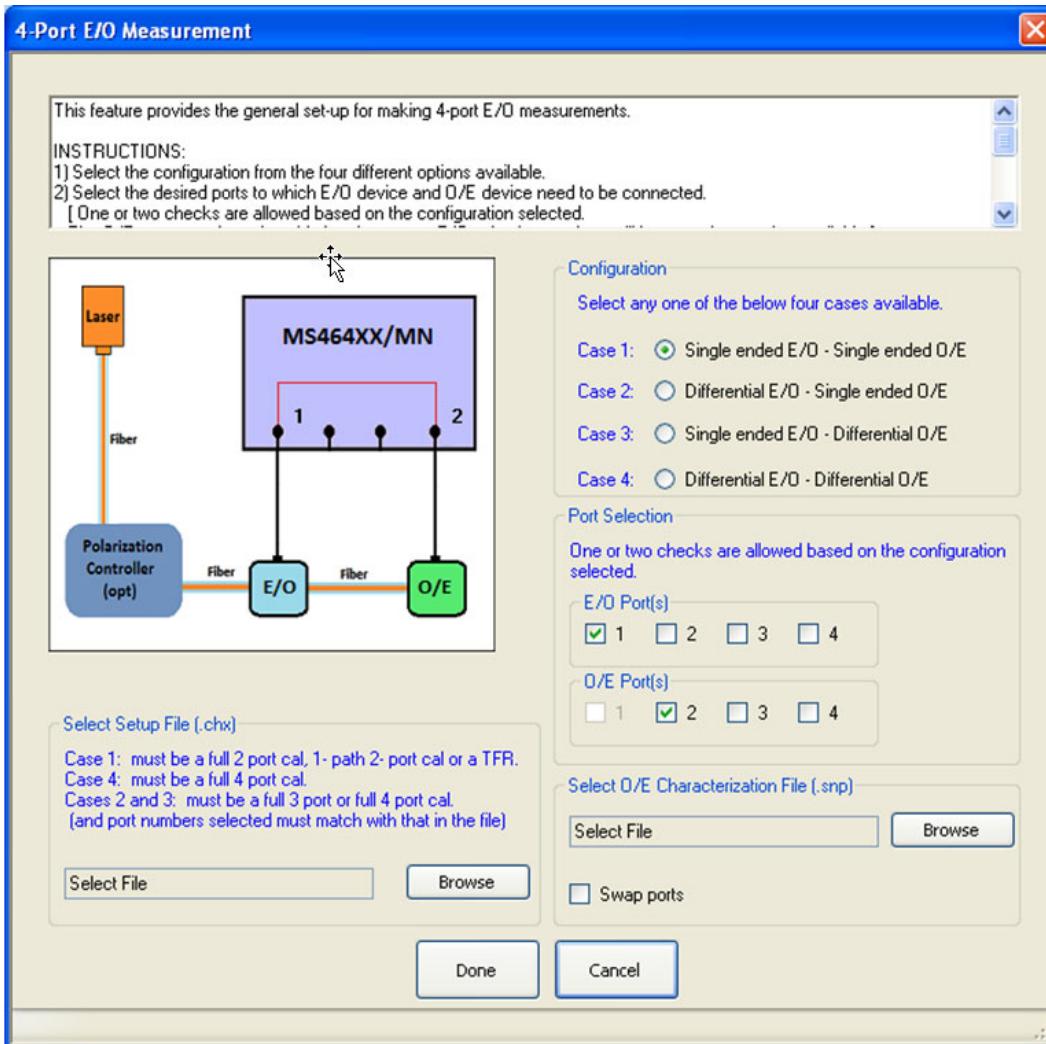 4-Port E/O Measurement
This feature provides the general set-up for making 4-port E/O measurements.
INSTRUCTIONS:
1) Select the configuration from the four different options available.
2) Select the desired ports to which E/O device and O/E device need to be connected.
[ One or two checks are allowed based on the configuration selected.
Laser
Fiber
MS464XX/MN
1
2
Polarization
Controller
(opt)
Fiber
E/O
Fiber
O/E
Configuration
Select any one of the below four cases available.
Case 1: Single ended E/O - Single ended O/E
Case 2: Differential E/O - Single ended O/E
Case 3: Single ended E/O - Differential O/E
Case 4: Differential E/O - Differential O/E
Port Selection
One or two checks are allowed based on the configuration
selected.
E/O Port(s)
1 2 3 4
O/E Port(s)
1 2 3 4
Select Setup File (.chx)
Case 1: must be a full 2 port cal, 1- path 2- port cal or a TFR.
Case 4: must be a full 4 port cal.
Cases 2 and 3: must be a full 3 port or full 4 port cal.
(and port numbers selected must match with that in the file)
Select File
Browse
Select O/E Characterization File (.snp)
Select File
Browse
Swap ports
Done
Cancel